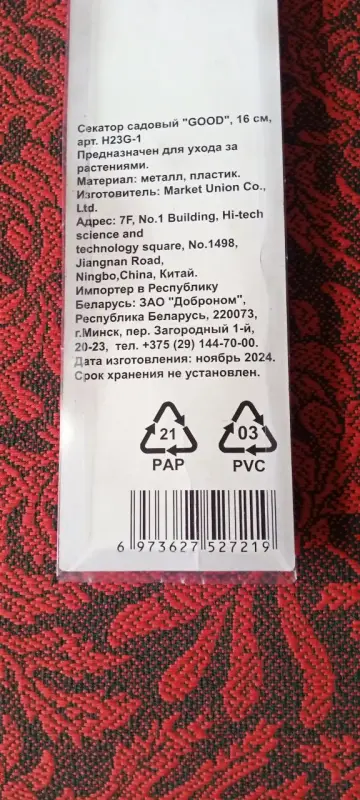 Секатор садовый "GOOD", 16 см,
арт. H23G-1
Предназначен для ухода за
растениями.
Материал: металл, пластик.
Изготовитель: Market Union Co.,
Ltd.
Адрес: 7F, No.1 Building, Hi-tech
science and
technology square, No.1498,
Jiangnan Road,
Ningbo,China, Китай.
Импортер в Республику
Беларусь: ЗАО "Доброном",
Республика Беларусь, 220073,
г.Минск, пер. Загородный 1-й,
20-23, тел. +375 (29) 144-70-00.
Дата изготовления: ноябрь 2024.
Срок хранения не установлен.
21 03
PAP PVC
6 973627 527219